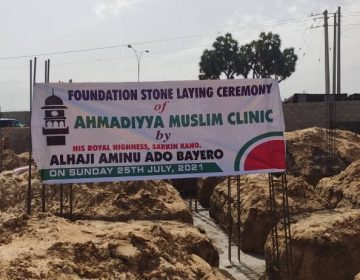 FOUNDATION STONE LAYING CEREMONY
of
AHMADIYYA MUSLIM CLINIC
by
HIS ROYAL HIGHNESS, SARKIN KANO.
ALHAJI AMINU ADO BAYERO
ON SUNDAY 25TH JULY, 2021